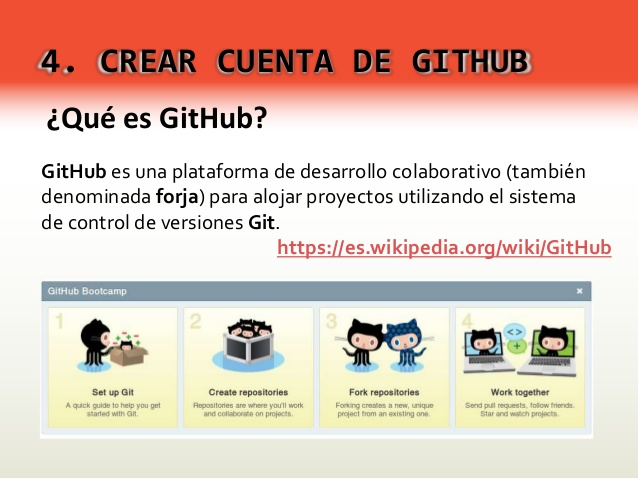 4. CREAR CUENTA DE GITHUB
¿Qué es GitHub?
GitHub es una plataforma de desarrollo colaborativo (también
denominada forja) para alojar proyectos utilizando el sistema
de control de versiones Git.
https://es.wikipedia.org/wiki/GitHub
GitHub Bootcamp
1
Set up Git
A quick guide to help you get
started with Git.
2
Create repositories
Repositories are where you'll work
and collaborate on projects.
3
Fork repositories
Forking creates a new, unique
project from an existing one.
4
Work together
Send pull requests, follow friends.
Star and watch projects.